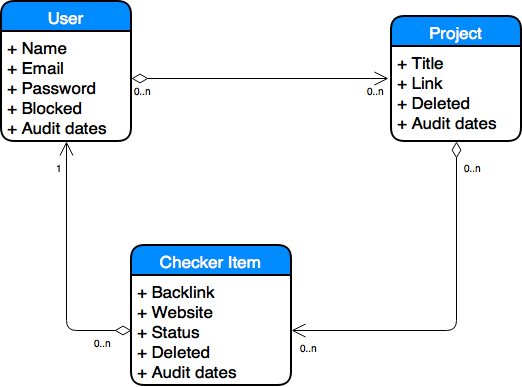 User
+ Name
+ Email
+ Password
+ Blocked
+ Audit dates
Project
+ Title
+ Link
+ Deleted
+ Audit dates
0..n
0..n
1
0..n
Checker Item
+ Backlink
+ Website
+ Status
+ Deleted
+ Audit dates
0..n
0..n